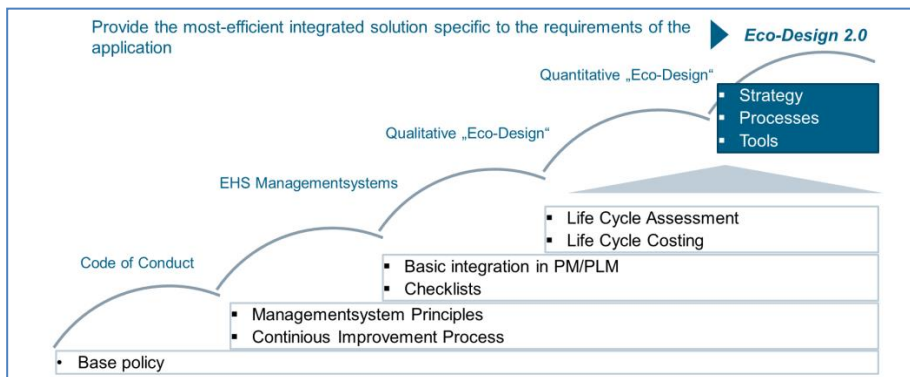 Provide the most-efficient integrated solution specific to the requirements of the
application
Eco-Design 2.0
Quantitative „Eco-Design“
▪ Strategy
▪ Processes
▪ Tools
Qualitative „Eco-Design“
EHS Managementsystems
▪ Life Cycle Assessment
▪ Life Cycle Costing
Code of Conduct
▪ Basic integration in PM/PLM
▪ Checklists
▪ Managementsystem Principles
▪ Continious Improvement Process
• Base policy